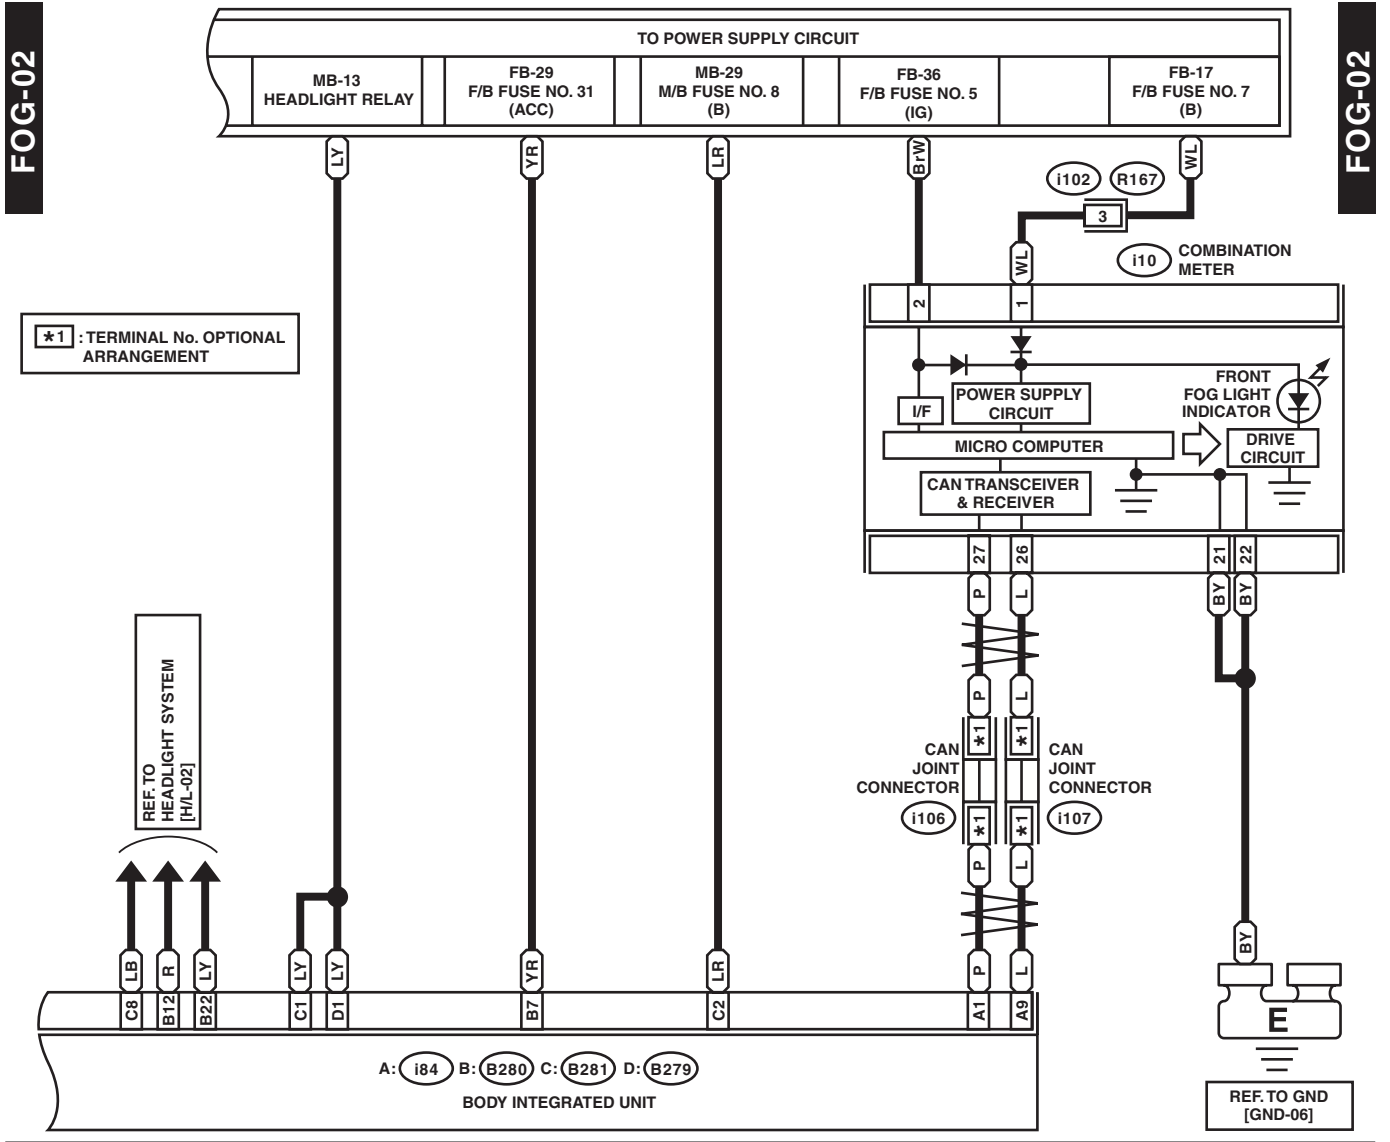 FOG-02
FOG-02
TO POWER SUPPLY CIRCUIT
MB-13
HEADLIGHT RELAY
FB-29
F/B FUSE NO. 31
(ACC)
MB-29
M/B FUSE NO. 8
(B)
FB-36
F/B FUSE NO. 5
(IG)
FB-17
F/B FUSE NO. 7
(B)
LY
YR
LR
BrW
WL
i102
R167
3
WL
i10
COMBINATION
METER
2
1
*1 : TERMINAL No. OPTIONAL
ARRANGEMENT
FRONT
FOG LIGHT
INDICATOR
I/F
POWER SUPPLY
CIRCUIT
MICRO COMPUTER
DRIVE
CIRCUIT
CAN TRANSCEIVER
& RECEIVER
27
26
21
22
P
L
BY
BY
P
L
*1
*1
CAN
JOINT
CONNECTOR
CAN
JOINT
CONNECTOR
i106
i107
*1
*1
P
L
REF. TO
HEADLIGHT SYSTEM
[H/L-02]
LB
R
LY
LY
LY
YR
LR
P
L
BY
C8
B12
B22
C1
D1
B7
C2
A1
A9
E
A: i84 B: B280 C: B281 D: B279
BODY INTEGRATED UNIT
REF. TO GND
[GND-06]